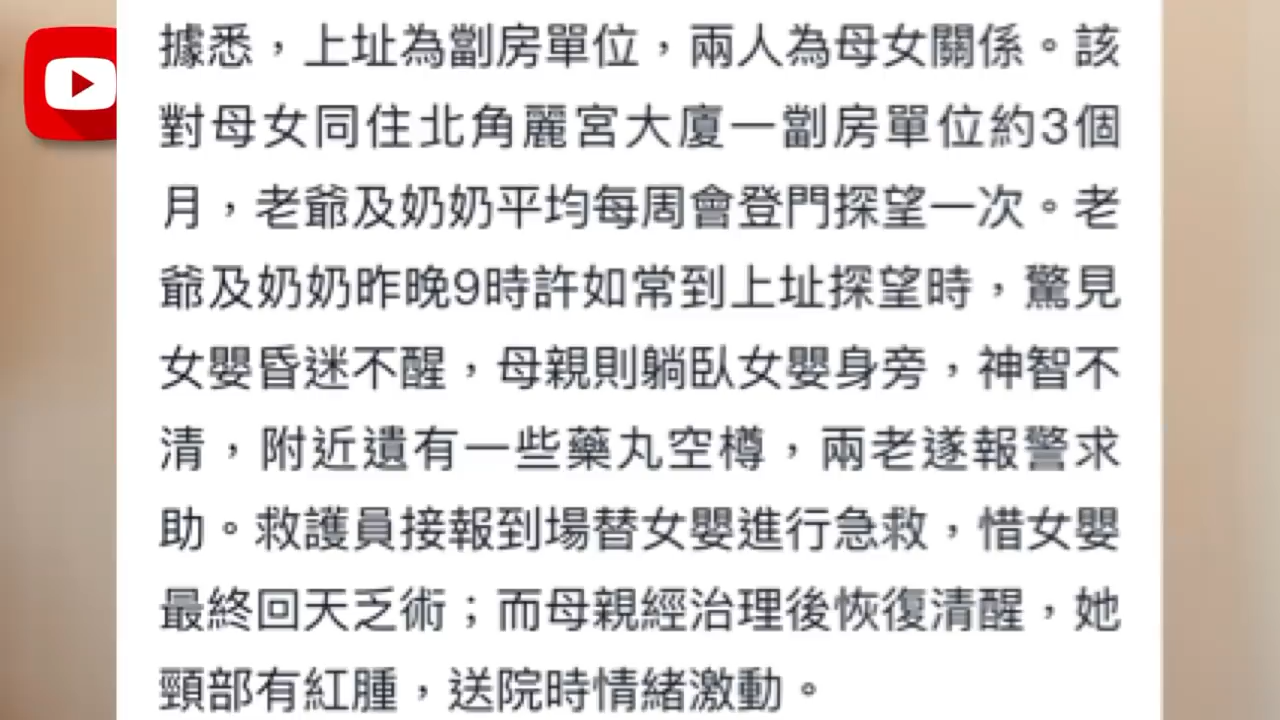 據悉，上址為劏房單位，兩人為母女關係。該
對母女同住北角麗宮大廈一劏房單位約3個
月，老爺及奶奶平均每周會登門探望一次。老
爺及奶奶昨晚9時許如常到上址探望時，驚見
女嬰昏迷不醒，母親則躺臥女嬰身旁，神智不
清，附近遺有一些藥丸空樽，兩老遂報警求
助。救護員接報到場替女嬰進行急救，惜女嬰
最終回天乏術；而母親經治理後恢復清醒，她
頸部有紅腫，送院時情緒激動。